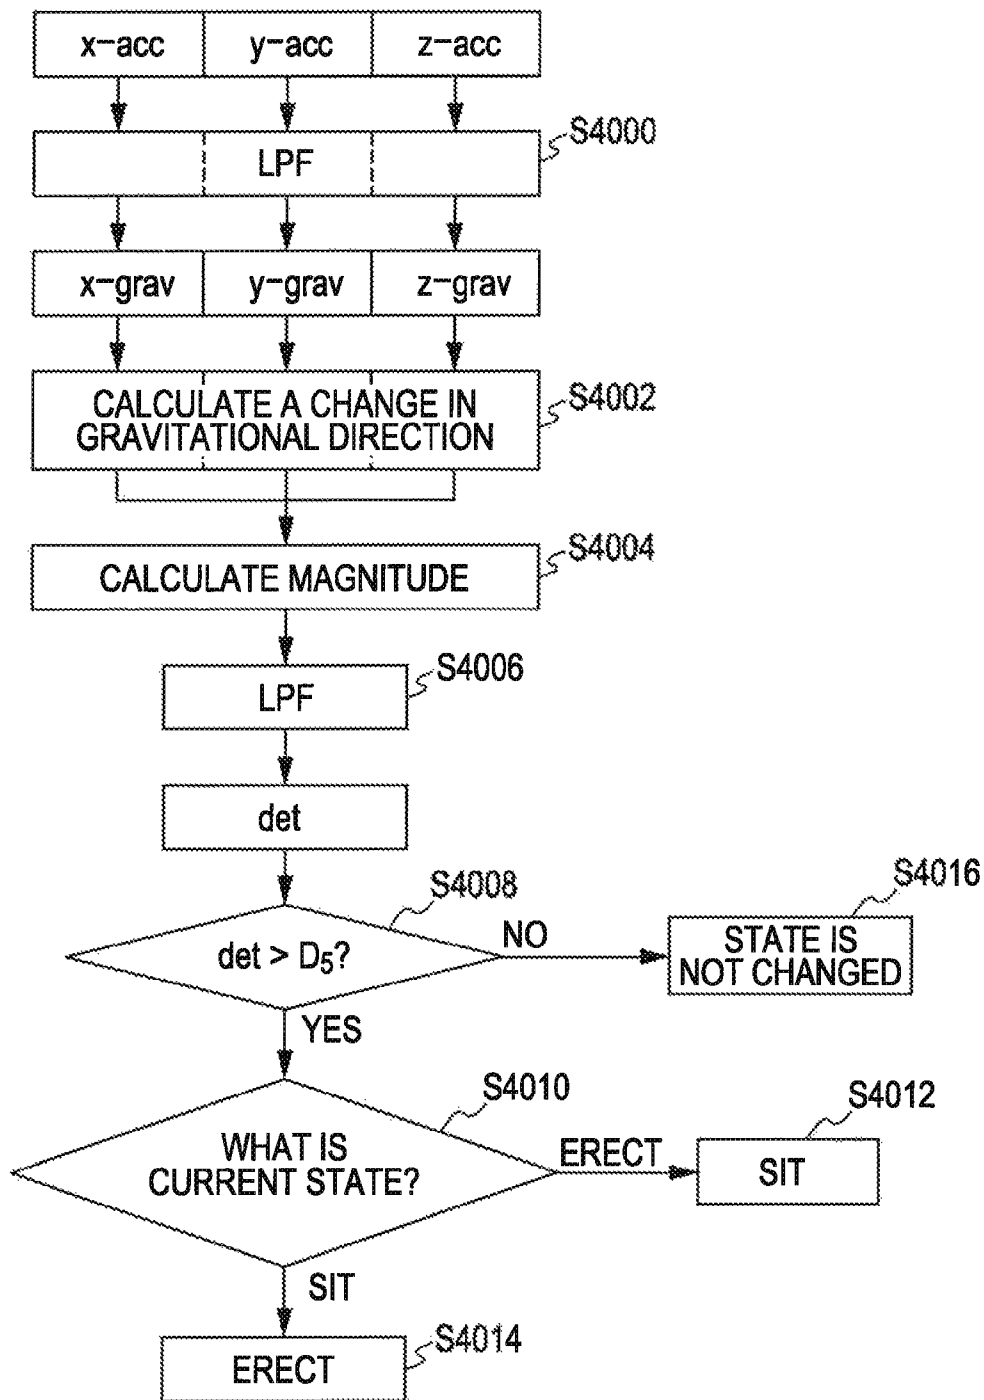 x-acc y-acc z-acc
S4000
LPF
x-grav y-grav z-grav
S4002
CALCULATE A CHANGE IN
GRAVITATIONAL DIRECTION
S4004
CALCULATE MAGNITUDE
S4006
LPF
det
S4008
det > D5?
NO
S4016
STATE IS
NOT CHANGED
YES
S4010
WHAT IS
CURRENT STATE?
ERECT
S4012
SIT
SIT
S4014
ERECT